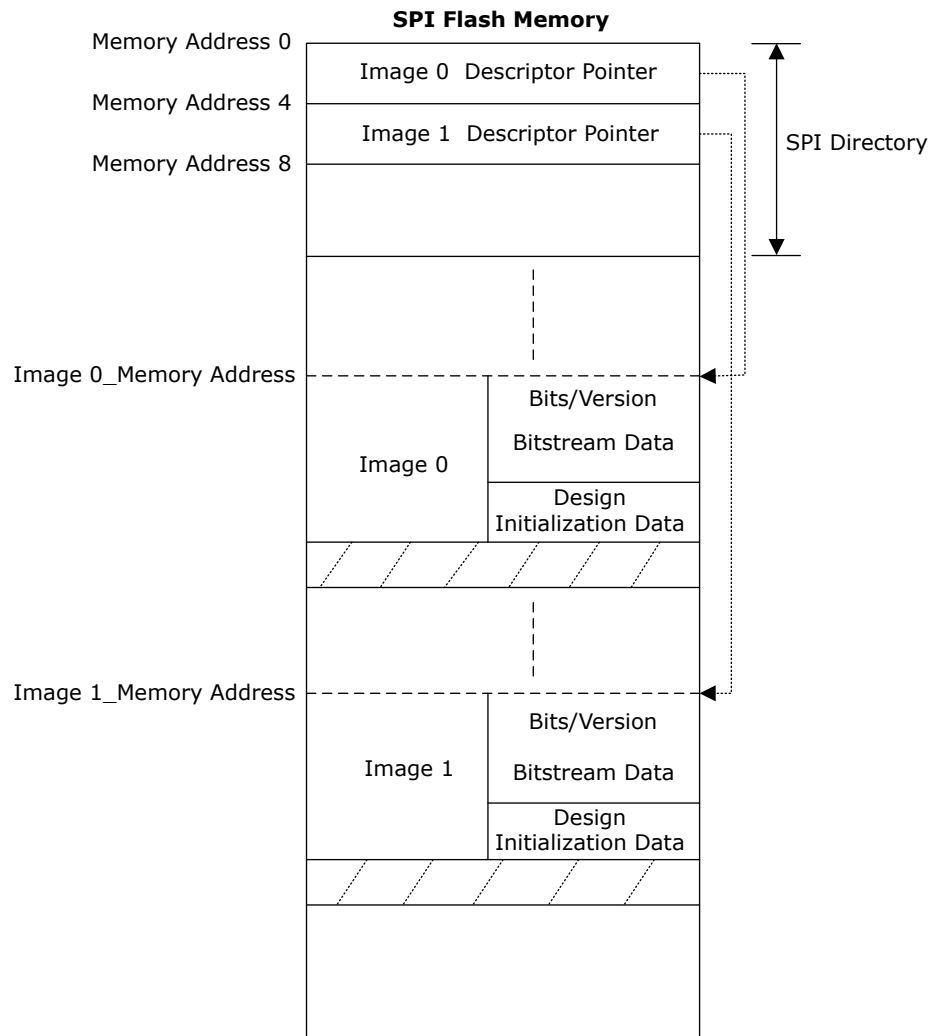 SPI Flash Memory
Memory Address 0
Image 0 Descriptor Pointer
Memory Address 4
Image 1 Descriptor Pointer
SPI Directory
Memory Address 8
Image 0_Memory Address
Bits/Version
Bitstream Data
Image 0
Design
Initialization Data
Image 1_Memory Address
Bits/Version
Image 1
Bitstream Data
Design
Initialization Data